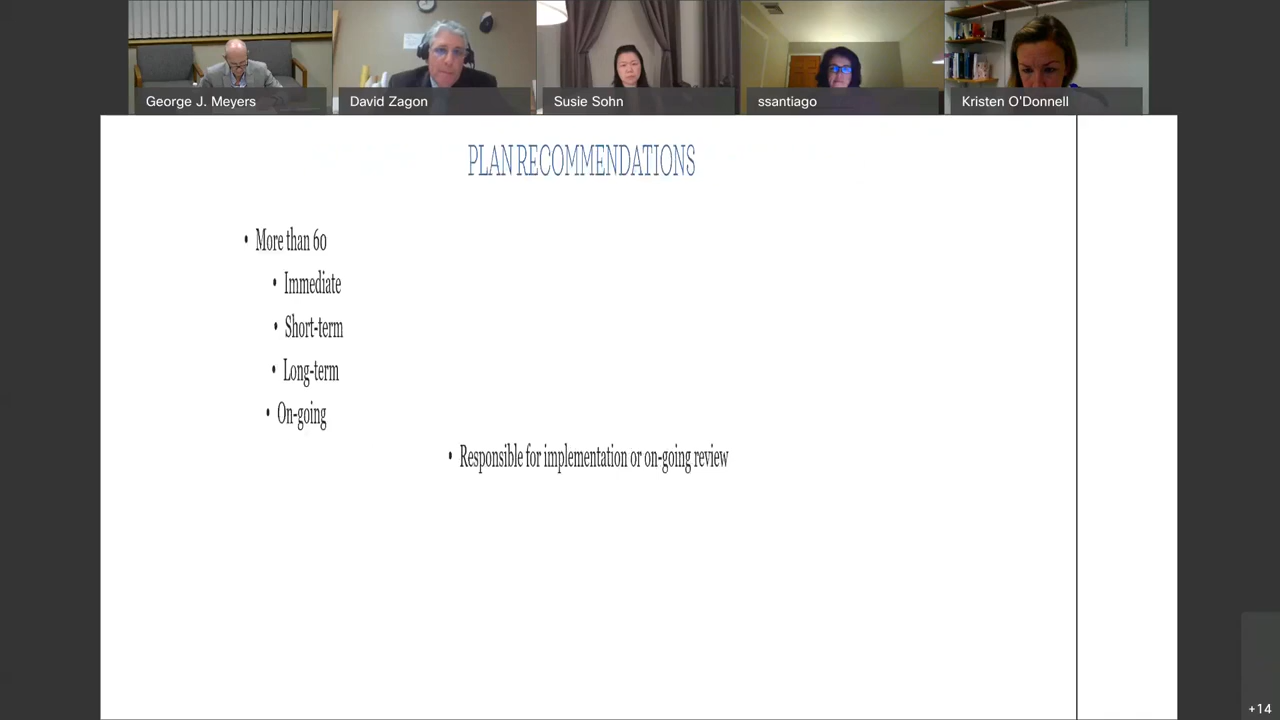 George J. Meyers
David Zagon
Susie Sohn
ssantiago
Kristen O'Donnell
PLAN RECOMMENDATIONS
• More than 60
• Immediate
• Short-term
• Long-term
• On-going
• Responsible for implementation or on-going review
+14